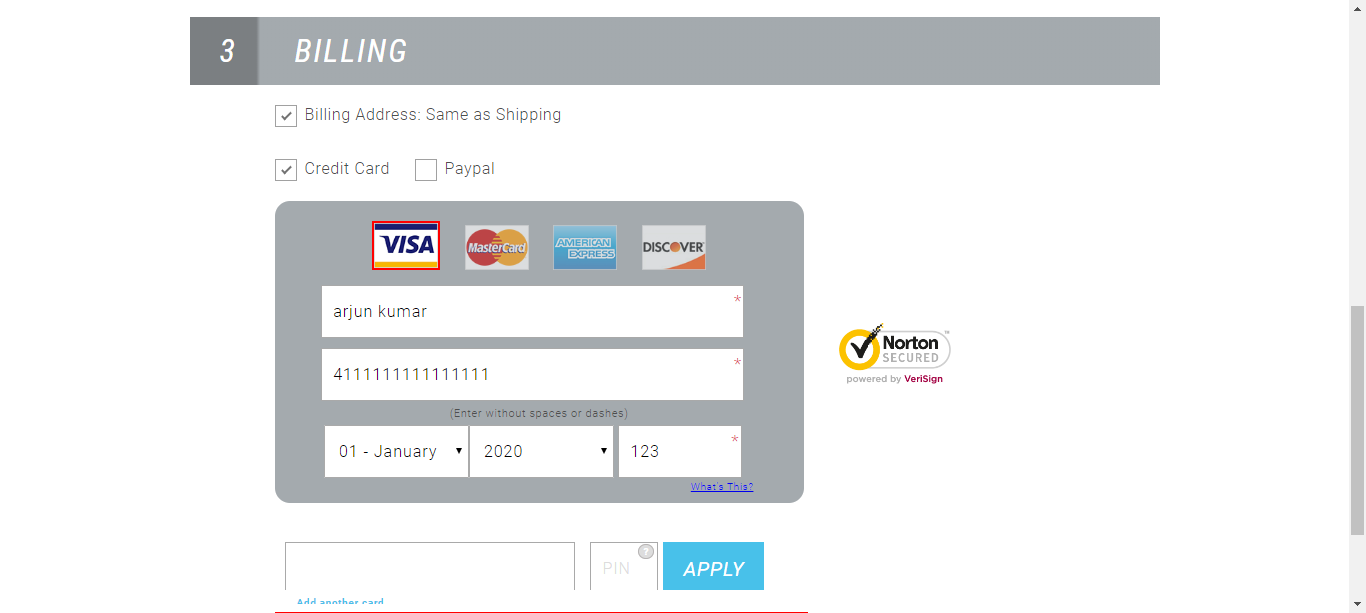 3 BILLING
Billing Address: Same as Shipping
Credit Card Paypal
VISA MasterCard AMERICAN EXPRESS DISCOVER
*
arjun kumar
*
4111111111111111
(Enter without spaces or dashes)
*
01 - January 2020 123
What's This?
Norton™
SECURED
powered by VeriSign
?
PIN APPLY
Add another card